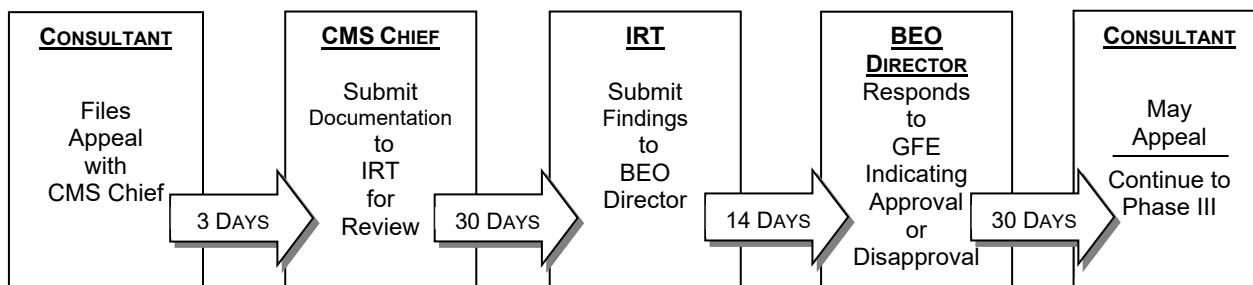 CONSULTANT
Files
Appeal
with
CMS Chief
3 DAYS
CMS CHIEF
Submit
Documentation
to
IRT
for
Review
30 DAYS
IRT
Submit
Findings
to
BEO
Director
14 DAYS
BEO
DIRECTOR
Responds
to
GFE
Indicating
Approval
or
Disapproval
30 DAYS
CONSULTANT
May
Appeal
Continue to
Phase III